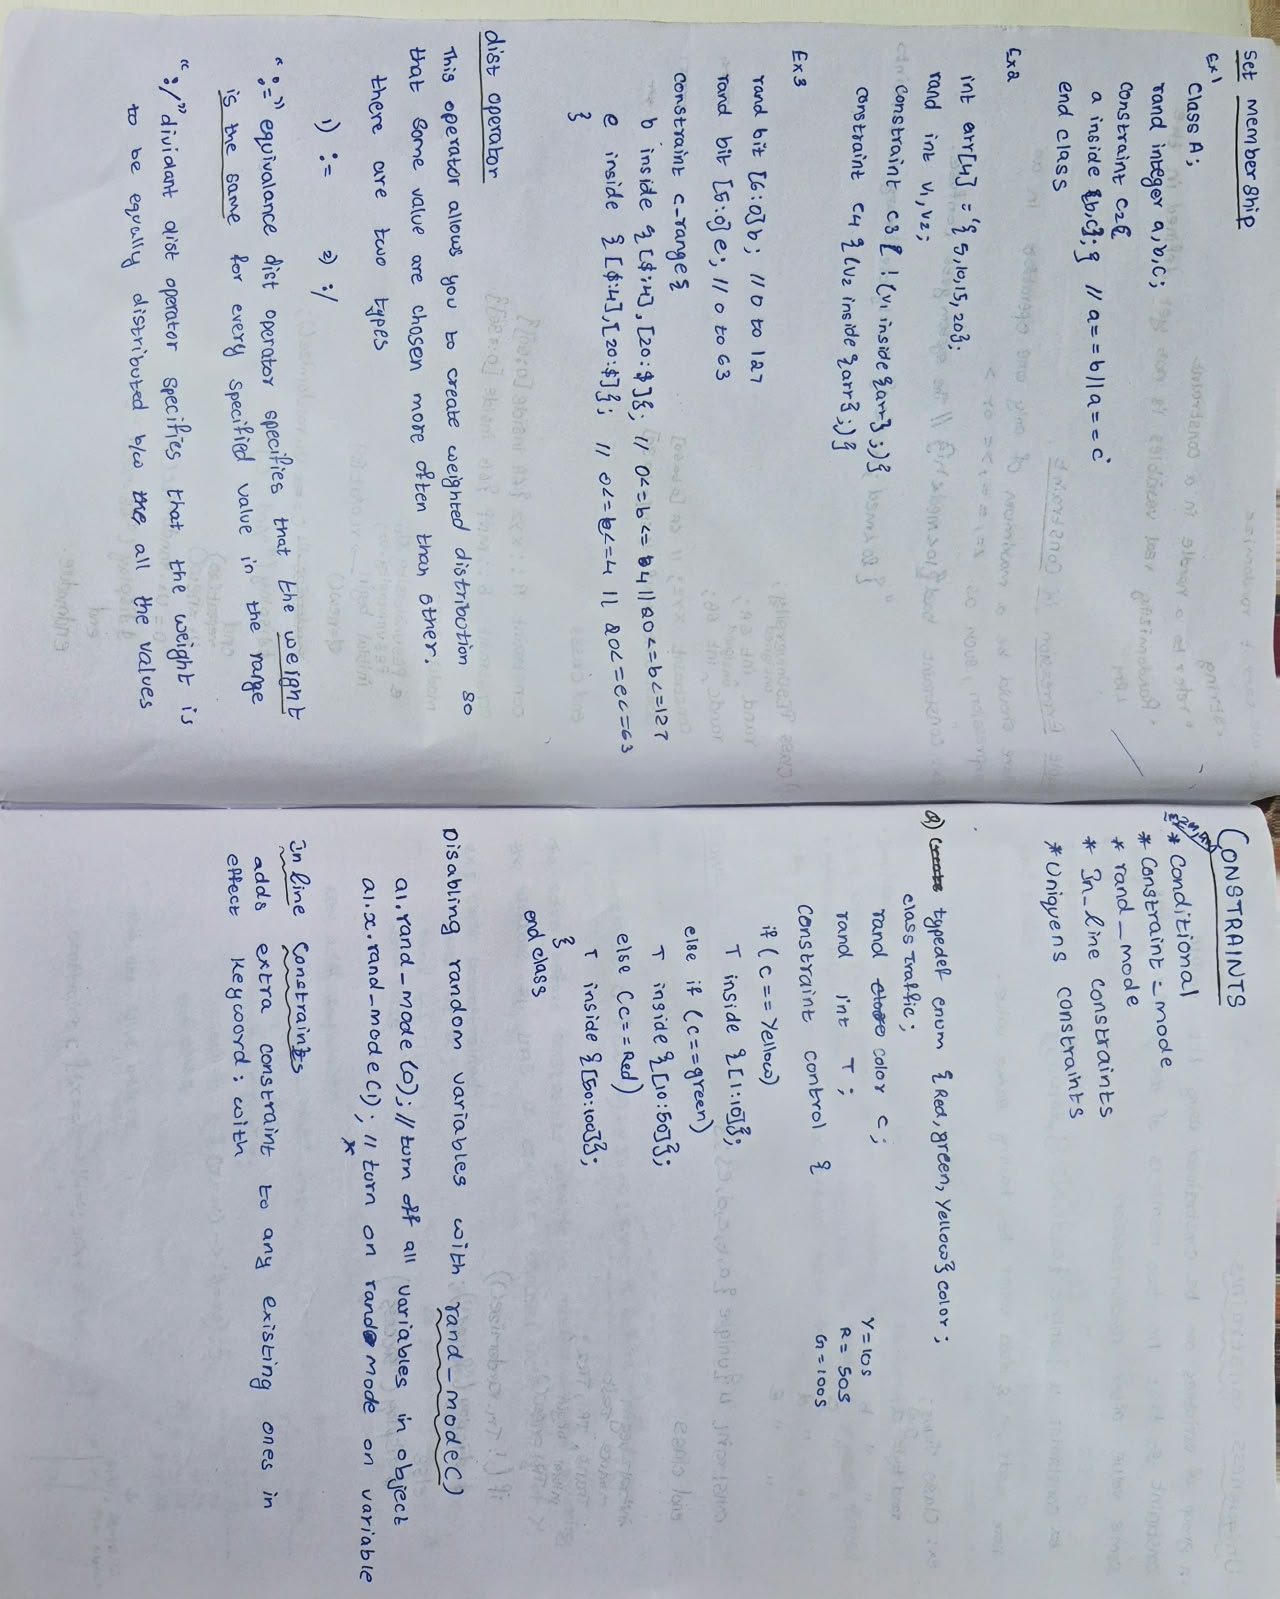 Set membership
Ex1
class A;
rand integer a,b,c;
constraint c2{
a inside {b,c};} // a==b||a==c
end class
Ex2
int arr[4] = '{5,10,15,20};
rand int v1,v2;
constraint c3 { !(v1 inside {arr};)}
constraint c4 {(v2 inside {arr};)}
Ex3
rand bit [6:0]b; // 0 to 127
rand bit [5:0]e; // 0 to 63
constraint c-range{
b inside {[$:4],[20:$]}; // 0<=b<=4||20<=b<=127
e inside {[$:4],[20:$]}; // 0<=e<=4 || 20<=e<=63
}
dist operator
This operator allows you to create weighted distribution so
that some value are chosen more often than other.
there are two types
1) := 2) :/
":=" equivalance dist operator specifies that the weight
is the same for every specified value in the range
":/" dividant dist operator specifies that the weight is
to be equally distributed b/w all the values
CONSTRAINTS
* Conditional
* Constraint_mode
* rand_mode
* In_line constraints
* Uniquens constraints
Q) typedef enum {Red,green,Yellow} color;
class Traffic;
rand color c;
rand int T;
constraint control {
if(c==Yellow)
T inside {[1:10]};
else if (c==green)
T inside {[10:50]};
else (c==Red)
T inside {[50:100]};
}
end class
Y=10s
R=50s
G=100s
Disabling random variables with rand_mode()
a1.rand_mode(0); // turn off all variables in object
a1.x.rand_mode(1); // turn on rand mode on variable
x
In line Constraints
adds extra constraint to any existing ones in
effect keyword: with